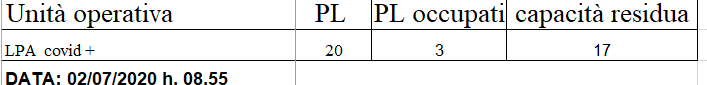 Unità operativa PL PL occupati capacità residua
LPA covid + 20 3 17
DATA: 02/07/2020 h. 08.55